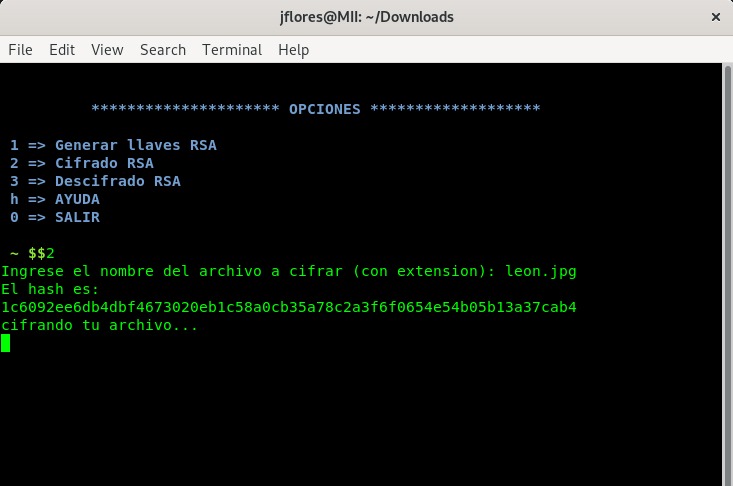 jflores@MII: ~/Downloads ×
File Edit View Search Terminal Help
********************* OPCIONES *******************
1 => Generar llaves RSA
2 => Cifrado RSA
3 => Descifrado RSA
h => AYUDA
0 => SALIR
~ $$2
Ingrese el nombre del archivo a cifrar (con extension): leon.jpg
El hash es:
1c6092ee6db4dbf4673020eb1c58a0cb35a78c2a3f6f0654e54b05b13a37cab4
cifrando tu archivo...